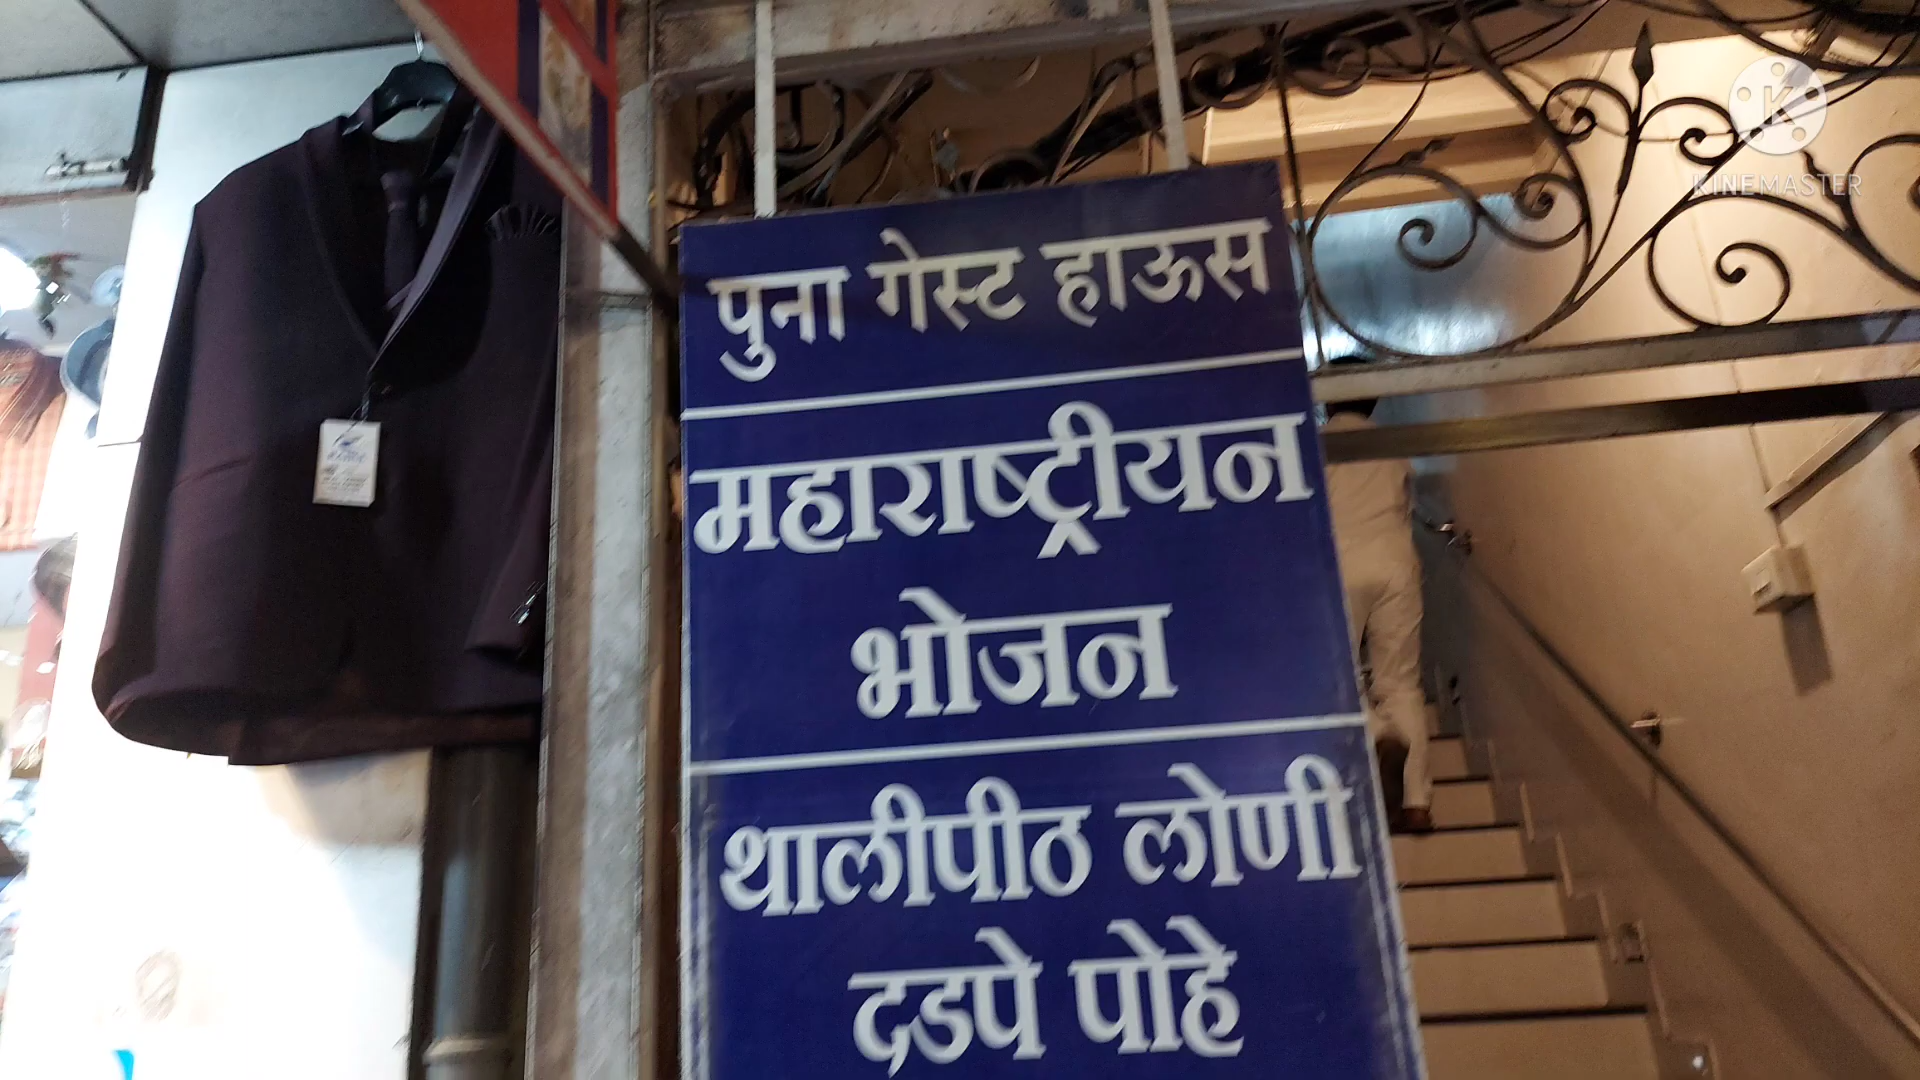 पुना गेस्ट हाऊस
महाराष्ट्रीयन
भोजन
थालीपीठ लोणी
दडपे पोहे
KINEMASTER